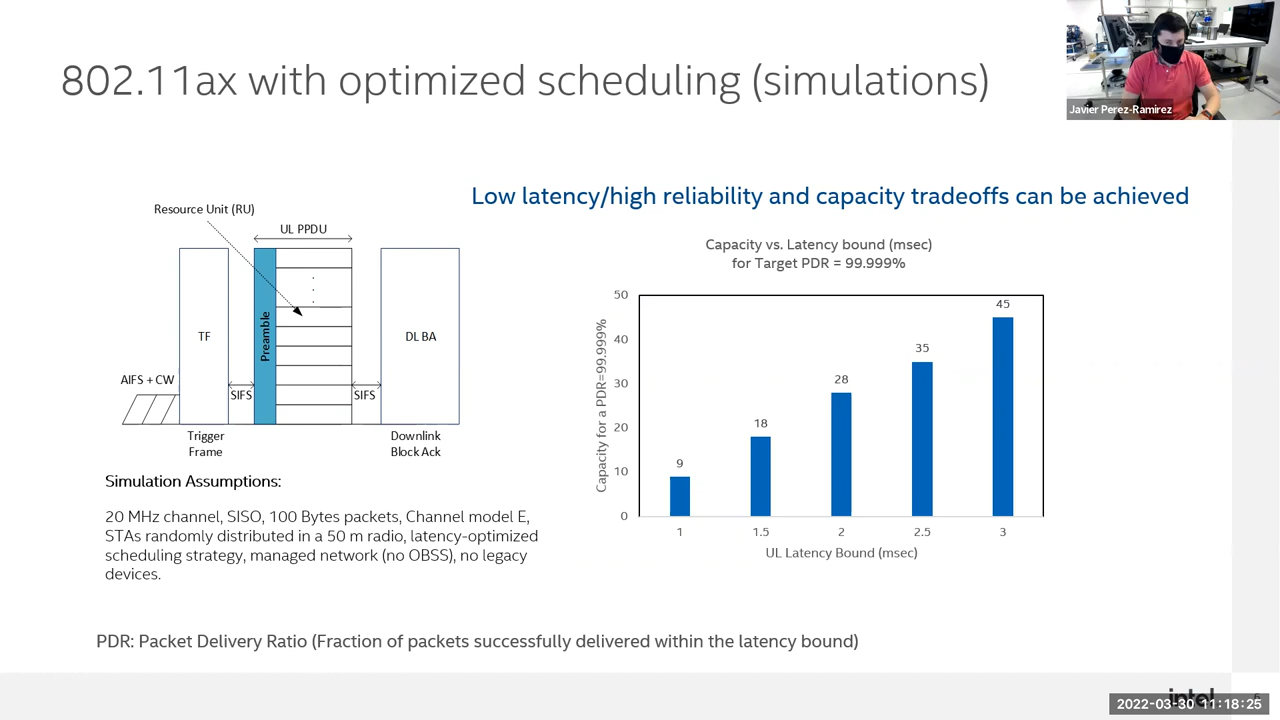 802.11ax with optimized scheduling (simulations)
Javier Perez-Ramirez
Low latency/high reliability and capacity tradeoffs can be achieved
Resource Unit (RU)
UL PPDU
TF
Preamble
DL BA
AIFS + CW
SIFS
SIFS
Trigger
Frame
Downlink
Block Ack
Capacity vs. Latency bound (msec)
for Target PDR = 99.999%
Capacity for a PDR=99.999%
50
40
30
20
10
0
9
18
28
35
45
1
1.5
2
2.5
3
UL Latency Bound (msec)
Simulation Assumptions:
20 MHz channel, SISO, 100 Bytes packets, Channel model E,
STAs randomly distributed in a 50 m radio, latency-optimized
scheduling strategy, managed network (no OBSS), no legacy
devices.
PDR: Packet Delivery Ratio (Fraction of packets successfully delivered within the latency bound)
intel
2022-03-30 11:18:25